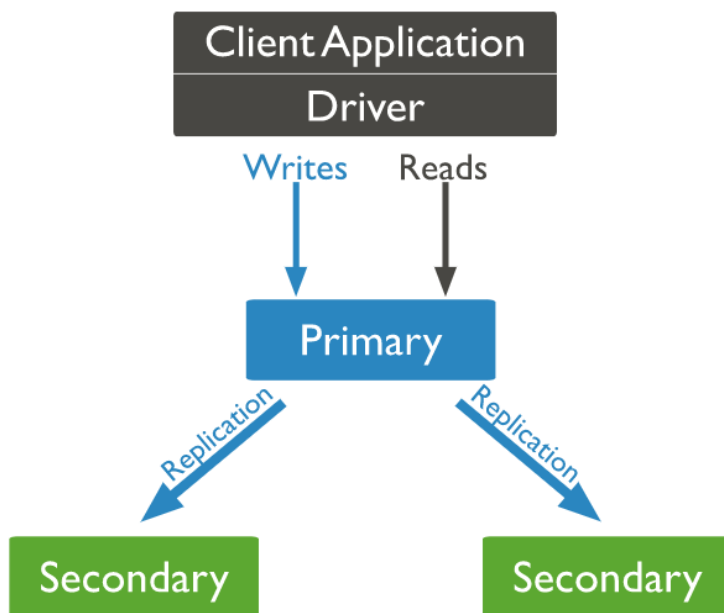 Client Application
Driver
Writes Reads
Primary
Replication Replication
Secondary Secondary